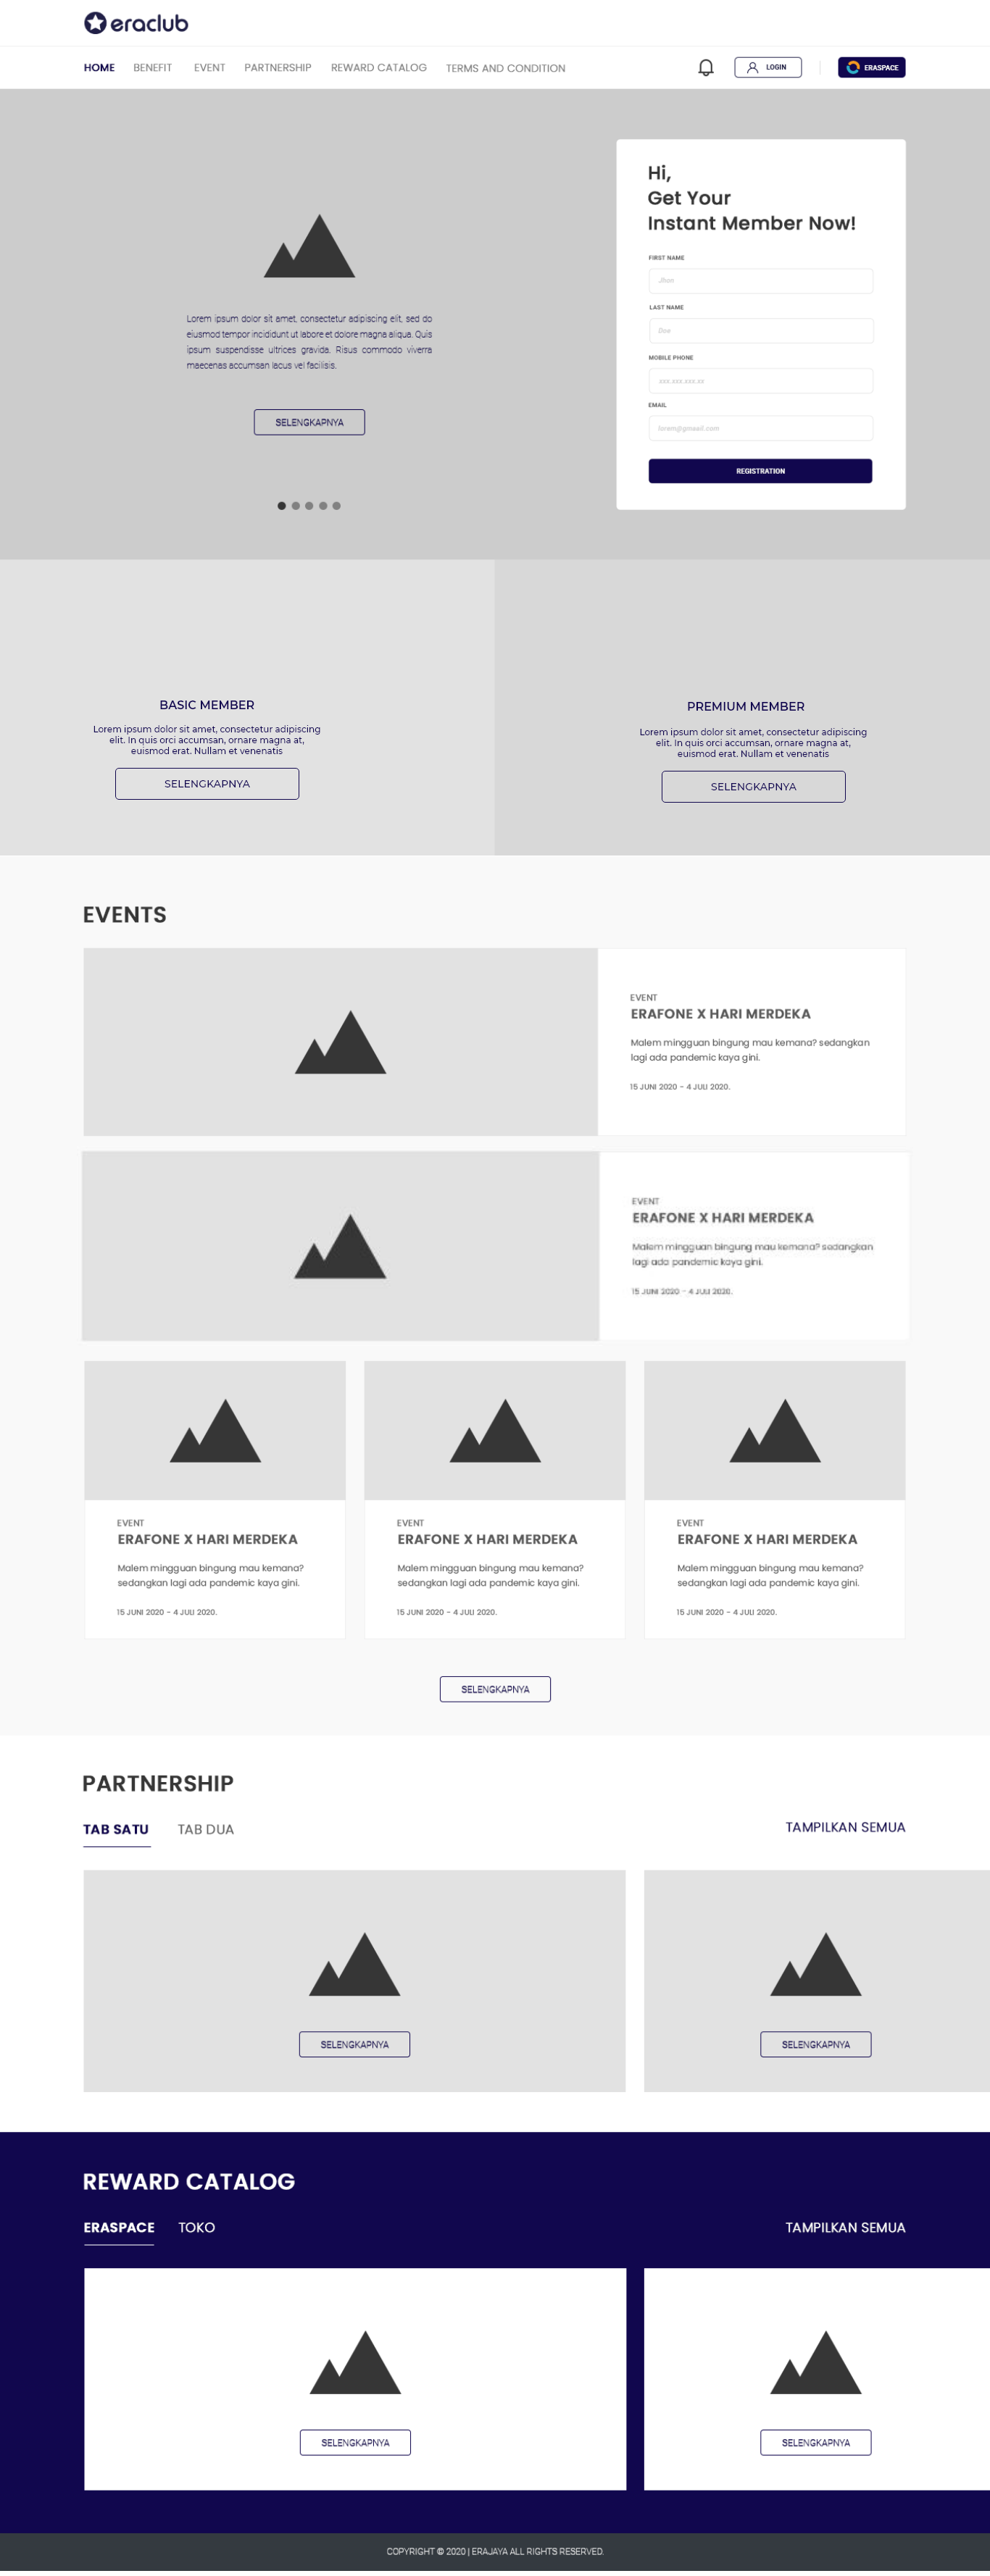 eraclub
HOME BENEFIT EVENT PARTNERSHIP REWARD CATALOG TERMS AND CONDITION LOGIN ERASPACE
Lorem ipsum dolor sit amet, consectetur adipiscing elit, sed do
eiusmod tempor incididunt ut labore et dolore magna aliqua. Quis
ipsum suspendisse ultrices gravida. Risus commodo viverra
maecenas accumsan lacus vel facilisis.
SELENGKAPNYA
Hi,
Get Your
Instant Member Now!
FIRST NAME
Jhon
LAST NAME
Doe
MOBILE PHONE
xxx.xxx.xxx.xx
EMAIL
lorem@gmaail.com
REGISTRATION
BASIC MEMBER
Lorem ipsum dolor sit amet, consectetur adipiscing
elit. In quis orci accumsan, ornare magna at,
euismod erat. Nullam et venenatis
SELENGKAPNYA
PREMIUM MEMBER
Lorem ipsum dolor sit amet, consectetur adipiscing
elit. In quis orci accumsan, ornare magna at,
euismod erat. Nullam et venenatis
SELENGKAPNYA
EVENTS
EVENT
ERAFONE X HARI MERDEKA
Malem mingguan bingung mau kemana? sedangkan
lagi ada pandemic kaya gini.
15 JUNI 2020 - 4 JULI 2020.
EVENT
ERAFONE X HARI MERDEKA
Malem mingguan bingung mau kemana? sedangkan
lagi ada pandemic kaya gini.
15 JUNI 2020 - 4 JULI 2020.
EVENT
ERAFONE X HARI MERDEKA
Malem mingguan bingung mau kemana?
sedangkan lagi ada pandemic kaya gini.
15 JUNI 2020 - 4 JULI 2020.
EVENT
ERAFONE X HARI MERDEKA
Malem mingguan bingung mau kemana?
sedangkan lagi ada pandemic kaya gini.
15 JUNI 2020 - 4 JULI 2020.
EVENT
ERAFONE X HARI MERDEKA
Malem mingguan bingung mau kemana?
sedangkan lagi ada pandemic kaya gini.
15 JUNI 2020 - 4 JULI 2020.
SELENGKAPNYA
PARTNERSHIP
TAB SATU TAB DUA TAMPILKAN SEMUA
SELENGKAPNYA SELENGKAPNYA
REWARD CATALOG
ERASPACE TOKO TAMPILKAN SEMUA
SELENGKAPNYA SELENGKAPNYA
COPYRIGHT © 2020 | ERAJAYA ALL RIGHTS RESERVED.